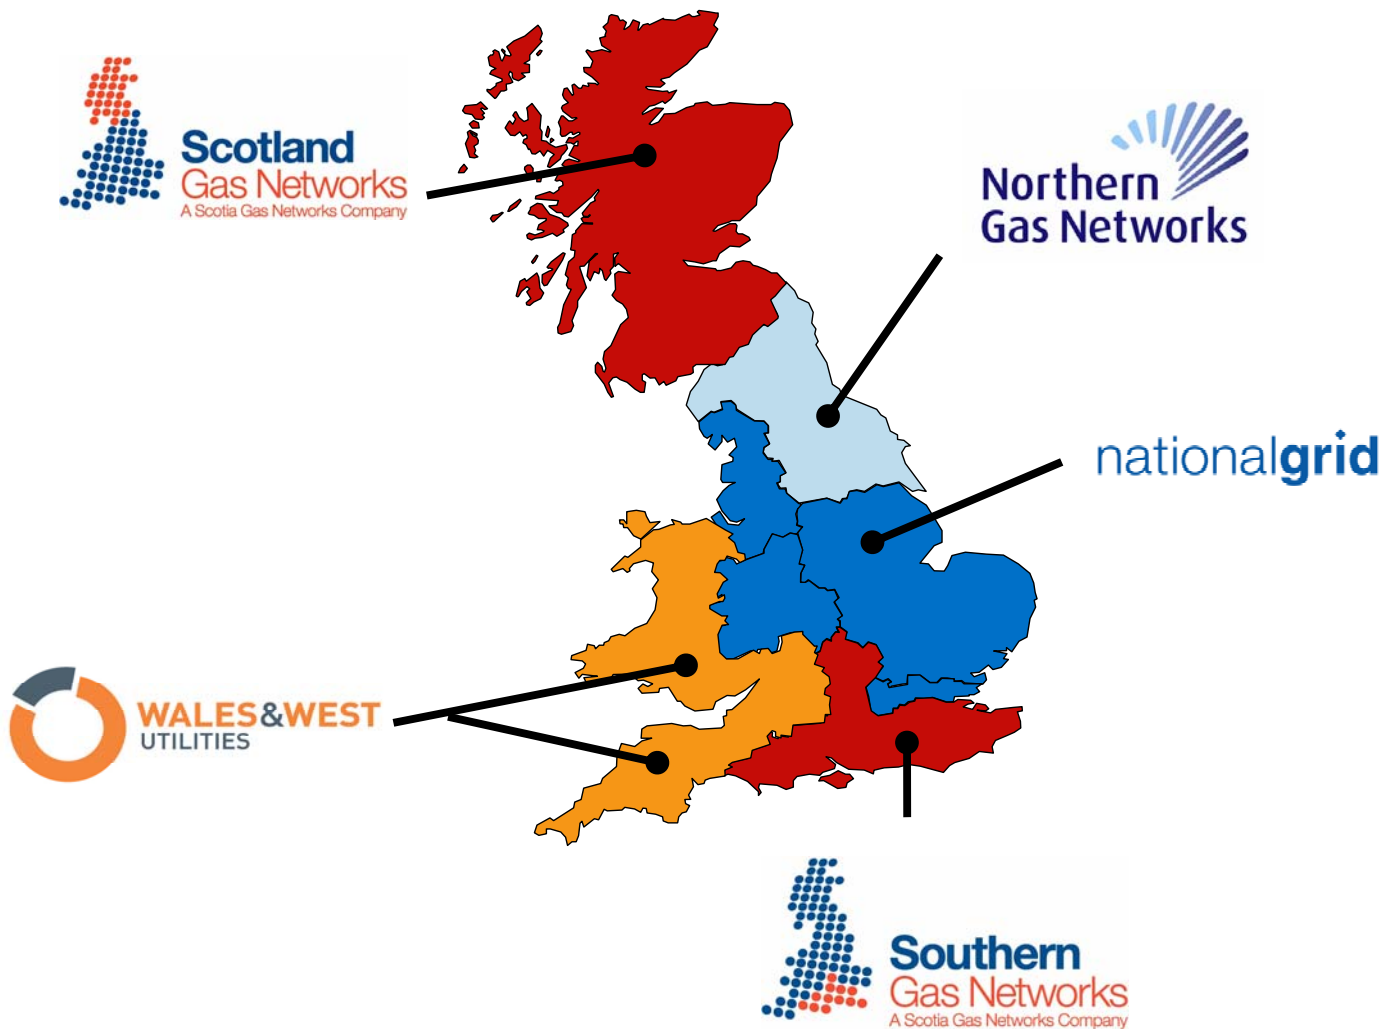 Scotland
Gas Networks
A Scotia Gas Networks Company
Northern
Gas Networks
nationalgrid
WALES&WEST
UTILITIES
Southern
Gas Networks
A Scotia Gas Networks Company